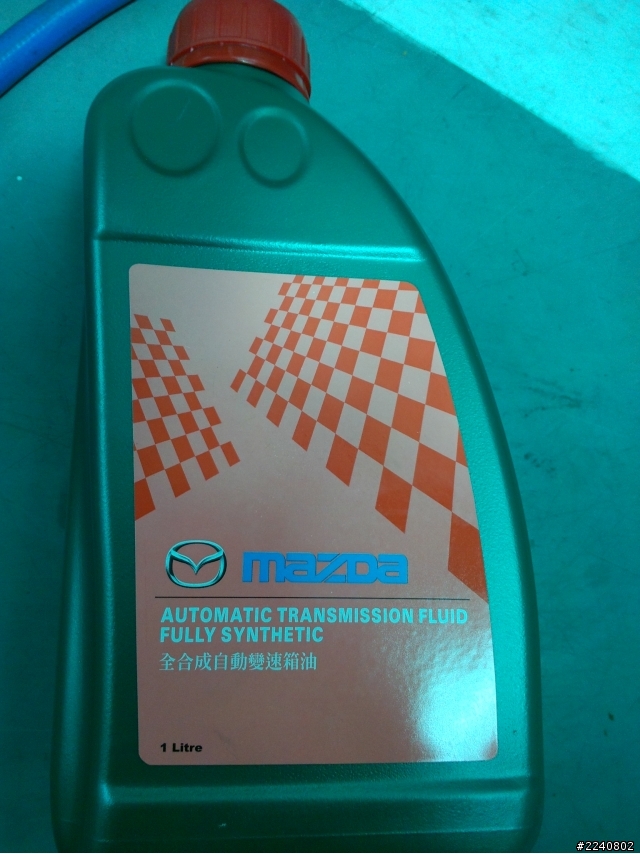 mazda
AUTOMATIC TRANSMISSION FLUID
FULLY SYNTHETIC
全合成自動變速箱油
1 Litre
#2240802